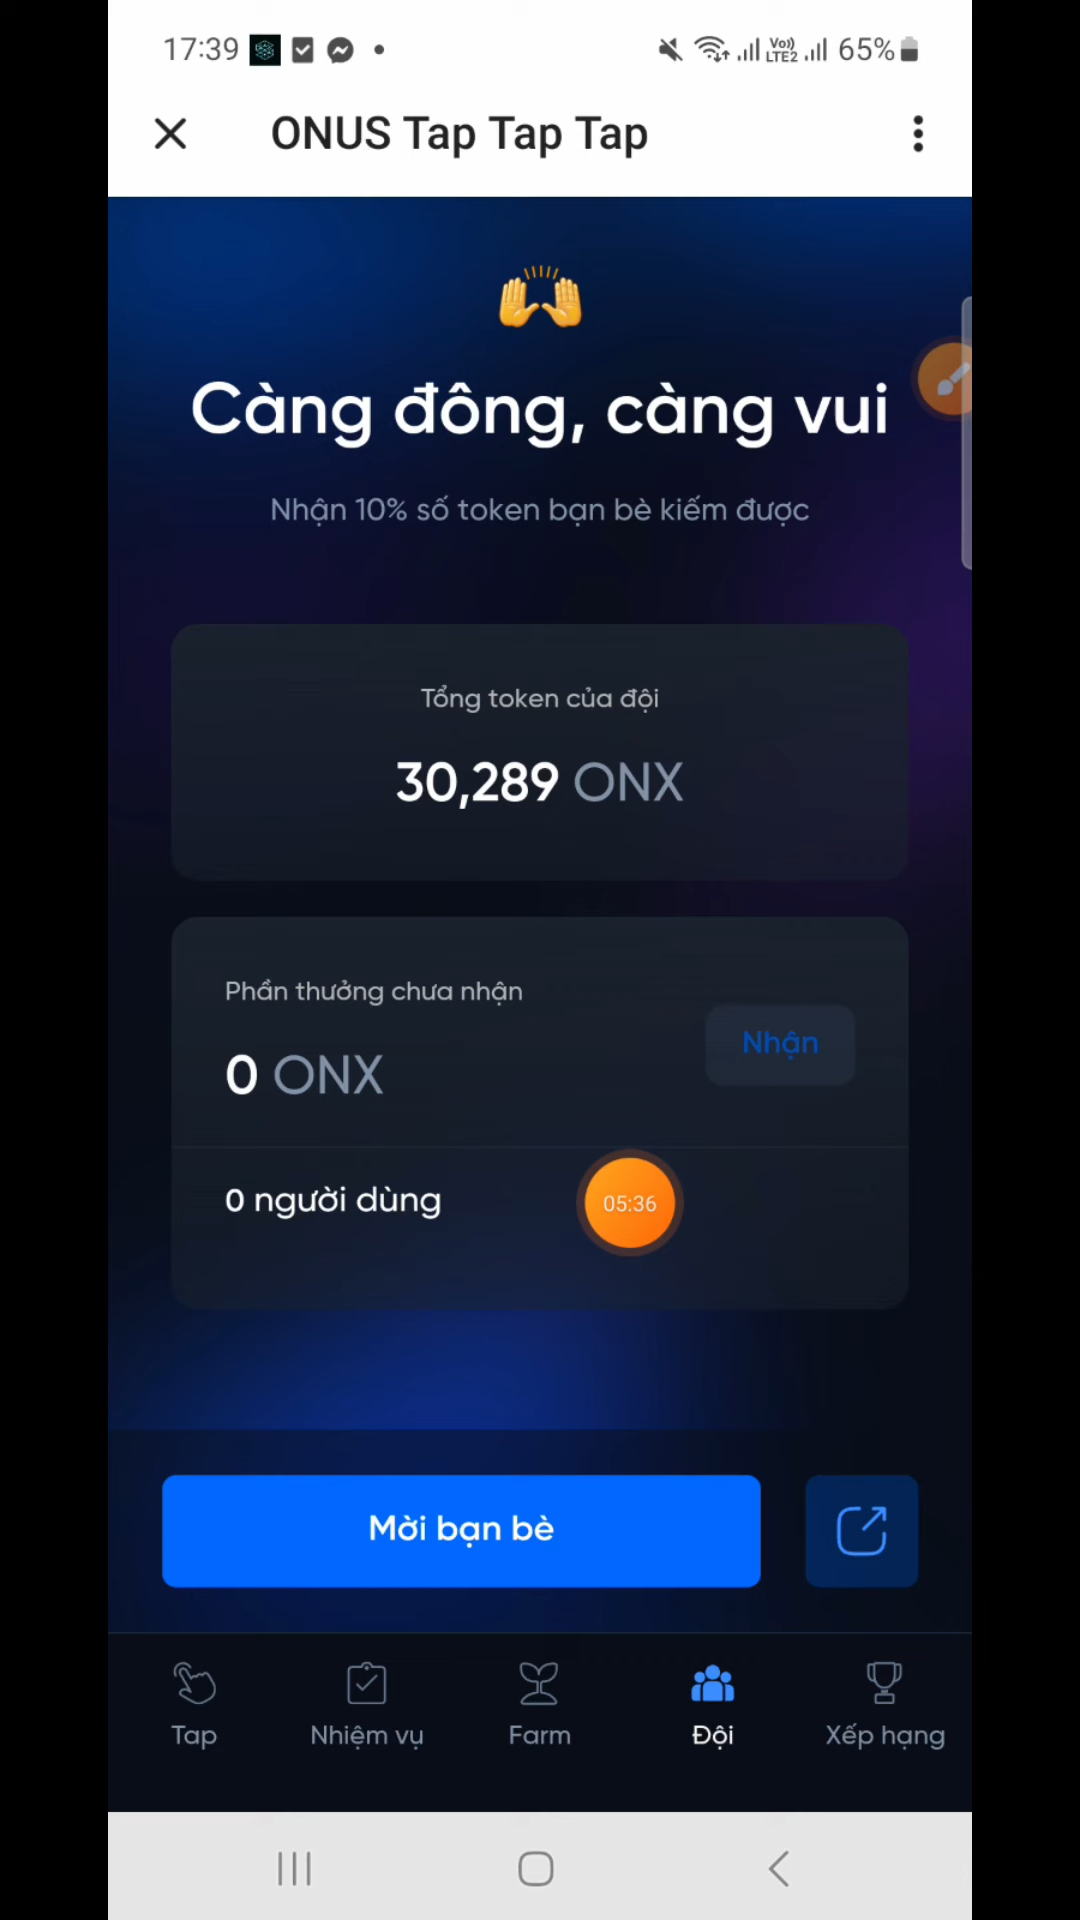 17:39
Vo))
LTE2
65%
ONUS Tap Tap Tap
Càng đông, càng vui
Nhận 10% số token bạn bè kiếm được
Tổng token của đội
30,289 ONX
Phần thưởng chưa nhận
Nhận
0 ONX
0 người dùng
05:36
Mời bạn bè
Tap
Nhiệm vụ
Farm
Đội
Xếp hạng